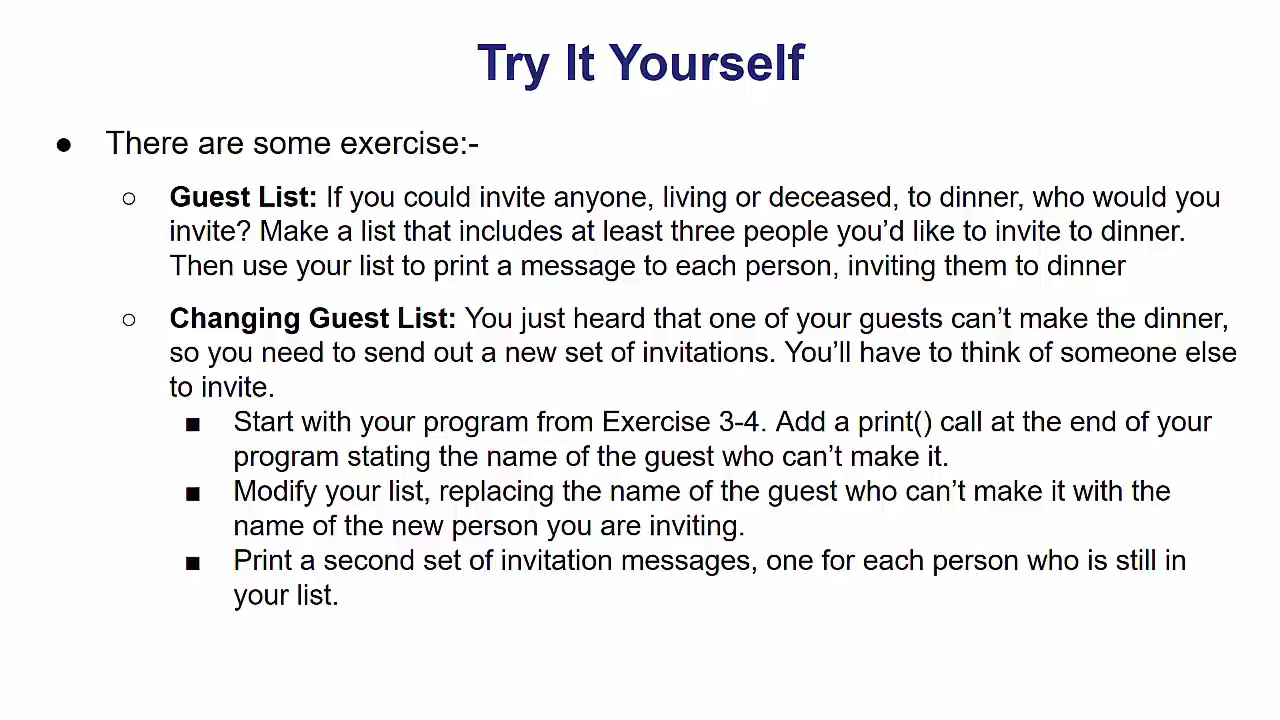 Try It Yourself
● There are some exercise:-
○ Guest List: If you could invite anyone, living or deceased, to dinner, who would you
invite? Make a list that includes at least three people you’d like to invite to dinner.
Then use your list to print a message to each person, inviting them to dinner
○ Changing Guest List: You just heard that one of your guests can’t make the dinner,
so you need to send out a new set of invitations. You’ll have to think of someone else
to invite.
■ Start with your program from Exercise 3-4. Add a print() call at the end of your
program stating the name of the guest who can’t make it.
■ Modify your list, replacing the name of the guest who can’t make it with the
name of the new person you are inviting.
■ Print a second set of invitation messages, one for each person who is still in
your list.